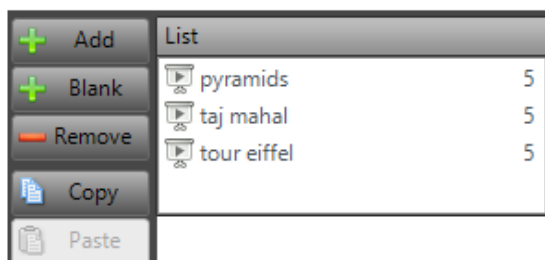 Add
Blank
Remove
Copy
Paste
List
pyramids 5
taj mahal 5
tour eiffel 5